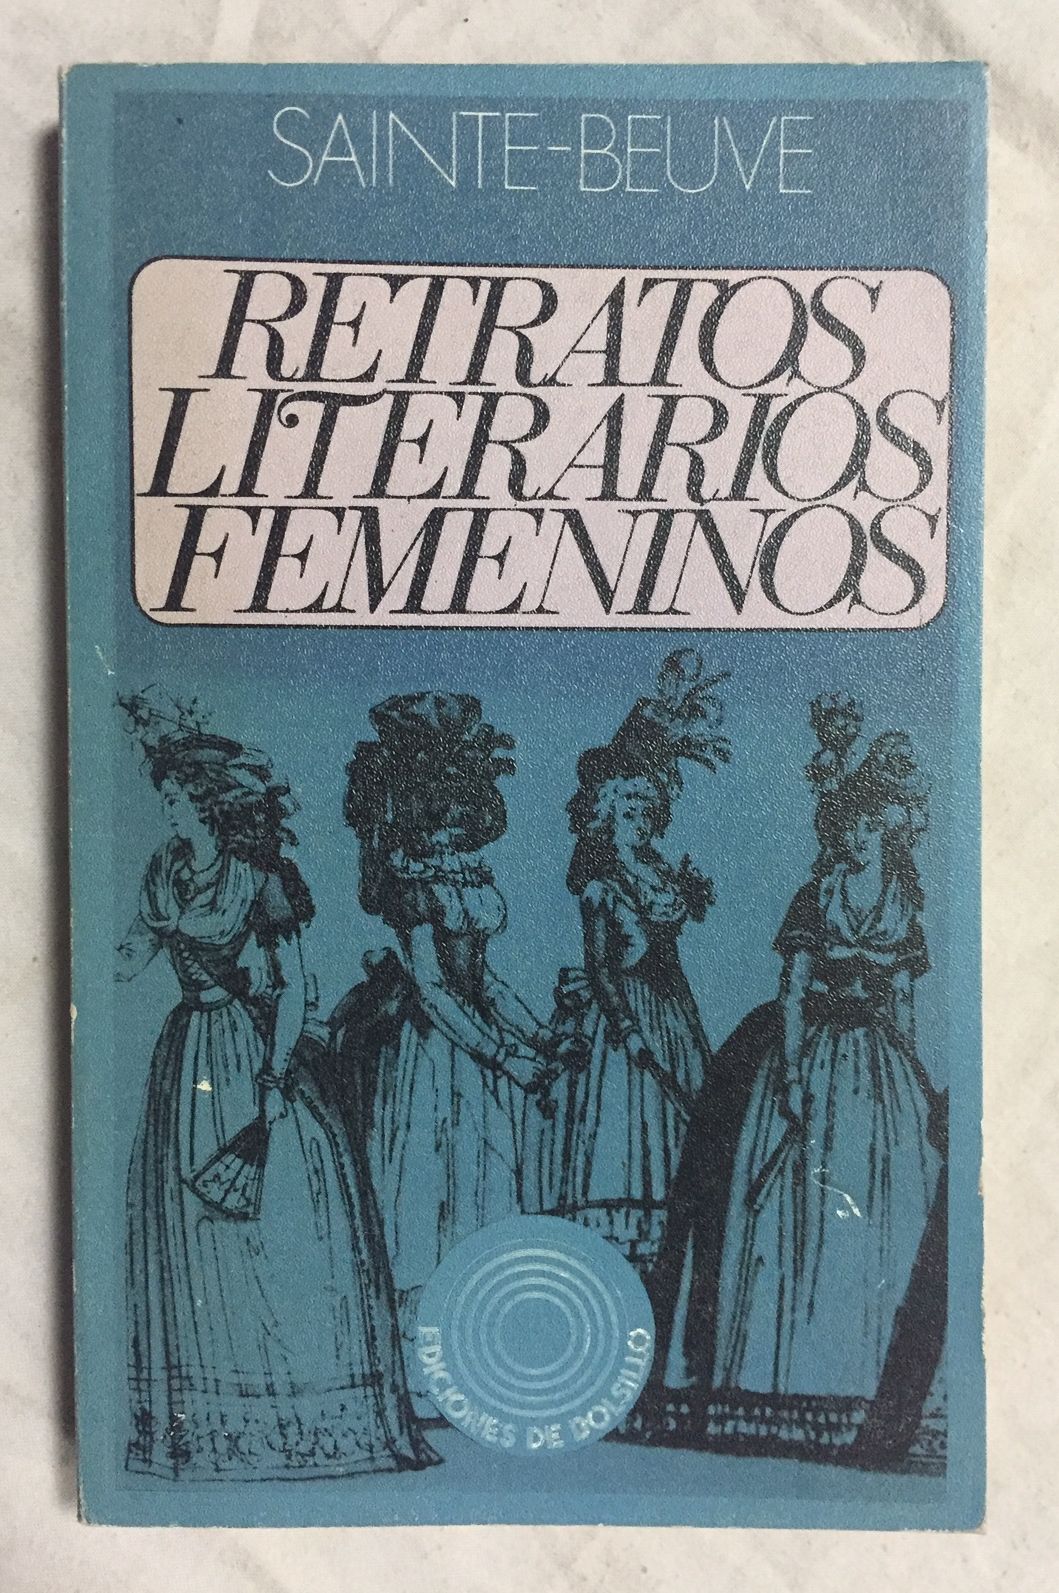 SAINTE-BEUVE
RETRATOS
LITERARIOS
FEMENINOS
EDICIONES DE BOLSILLO